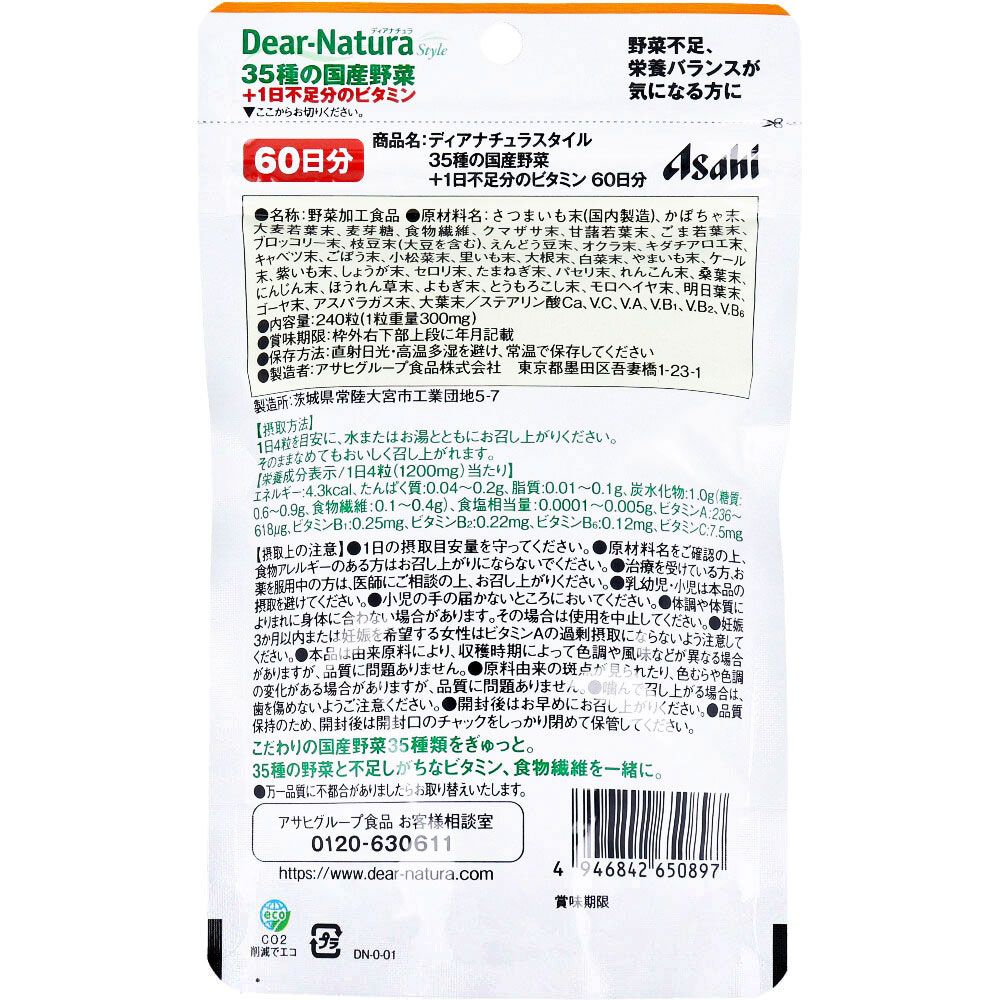 ディアナチュラ
Dear-Natura Style
35種の国産野菜
+1日不足分のビタミン
▼ここからお切りください。
野菜不足、
栄養バランスが
気になる方に
60日分
商品名:ディアナチュラスタイル
35種の国産野菜
+1日不足分のビタミン 60日分
Asahi
●名称:野菜加工食品 ●原材料名:さつまいも末(国内製造)、かぼちゃ末、
大麦若葉末、麦芽糖、食物繊維、クマザサ末、甘藷若葉末、ごま若葉末、
ブロッコリー末、枝豆末(大豆を含む)、えんどう豆末、オクラ末、キダチアロエ末、
キャベツ末、ごぼう末、小松菜末、里いも末、大根末、白菜末、やまいも末、ケール
末、紫いも末、しょうが末、セロリ末、たまねぎ末、パセリ末、れんこん末、桑葉末、
にんじん末、ほうれん草末、よもぎ末、とうもろこし末、モロヘイヤ末、明日葉末、
ゴーヤ末、アスパラガス末、大葉末/ステアリン酸Ca、V.C、V.A、V.B₁、V.B₂、V.B₆
●内容量:240粒(1粒重量300mg)
●賞味期限:枠外右下部上段に年月記載
●保存方法:直射日光・高温多湿を避け、常温で保存してください
●製造者:アサヒグループ食品株式会社 東京都墨田区吾妻橋1-23-1
製造所:茨城県常陸大宮市工業団地5-7
【摂取方法】
1日4粒を目安に、水またはお湯とともにお召し上がりください。
そのままなめてもおいしく召し上がれます。
【栄養成分表示/1日4粒(1200mg)当たり】
エネルギー:4.3kcal、たんぱく質:0.04~0.2g、脂質:0.01~0.1g、炭水化物:1.0g(糖質:
0.6~0.9g、食物繊維:0.1~0.4g)、食塩相当量:0.0001~0.005g、ビタミンA:236~
618μg、ビタミンB₁:0.25mg、ビタミンB₂:0.22mg、ビタミンB₆:0.12mg、ビタミンC:7.5mg
【摂取上の注意】●1日の摂取目安量を守ってください。●原材料名をご確認の上、
食物アレルギーのある方はお召し上がりにならないでください。●治療を受けている方、お
薬を服用中の方は、医師にご相談の上、お召し上がりください。●乳幼児・小児は本品の
摂取を避けてください。●小児の手の届かないところにおいてください。●体調や体質に
よりまれに身体に合わない場合があります。その場合は使用を中止してください。●妊娠
3か月以内または妊娠を希望する女性はビタミンAの過剰摂取にならないよう注意して
ください。●本品は由来原料により、収穫時期によって色調や風味などが異なる場合
がありますが、品質に問題ありません。●原料由来の斑点が見られたり、色むらや色調
の変化がある場合がありますが、品質に問題ありません。●噛んで召し上がる場合は、
歯を傷めないようご注意ください。●開封後はお早めにお召し上がりください。●品質
保持のため、開封後は開封口のチャックをしっかり閉めて保管してください。
こだわりの国産野菜35種類をぎゅっと。
35種の野菜と不足しがちなビタミン、食物繊維を一緒に。
●万一品質に不都合がありましたらお取り替えいたします。
アサヒグループ食品 お客様相談室
0120-630611
https://www.dear-natura.com
4 946842 650897
賞味期限
eco
CO2
削減でエコ
プラ
DN-0-01